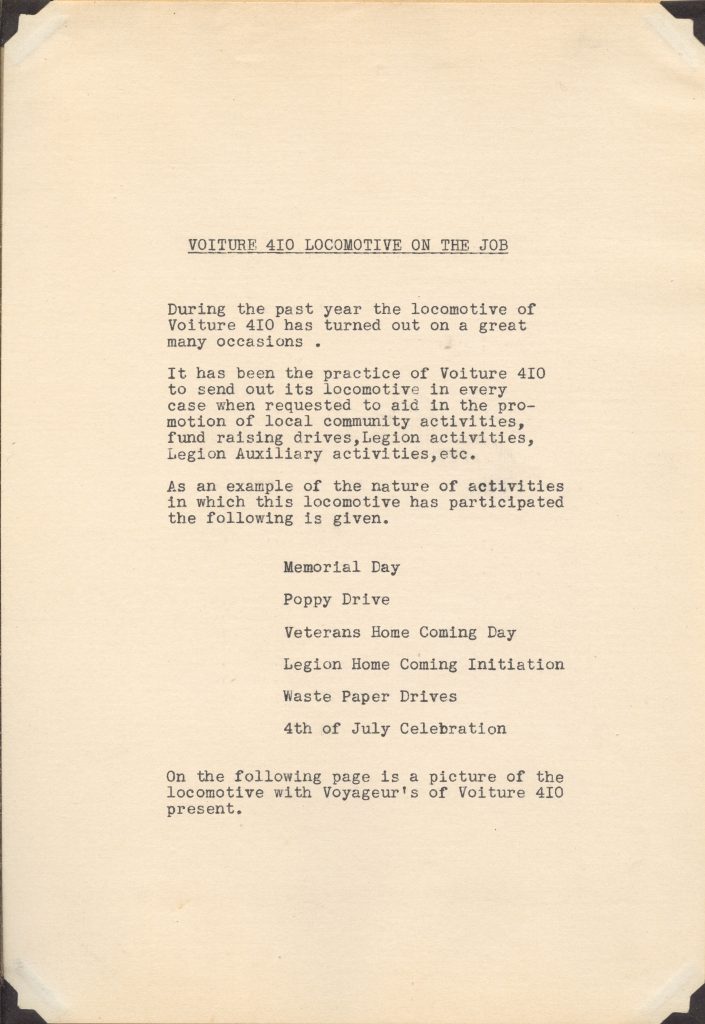 VOITURE 4IO LOCOMOTIVE ON THE JOB
During the past year the locomotive of
Voiture 4IO has turned out on a great
many occasions .
It has been the practice of Voiture 4IO
to send out its locomotive in every
case when requested to aid in the pro-
motion of local community activities,
fund raising drives,Legion activities,
Legion Auxiliary activities,etc.
As an example of the nature of activities
in which this locomotive has participated
the following is given.
Memorial Day
Poppy Drive
Veterans Home Coming Day
Legion Home Coming Initiation
Waste Paper Drives
4th of July Celebration
On the following page is a picture of the
locomotive with Voyageur's of Voiture 4IO
present.